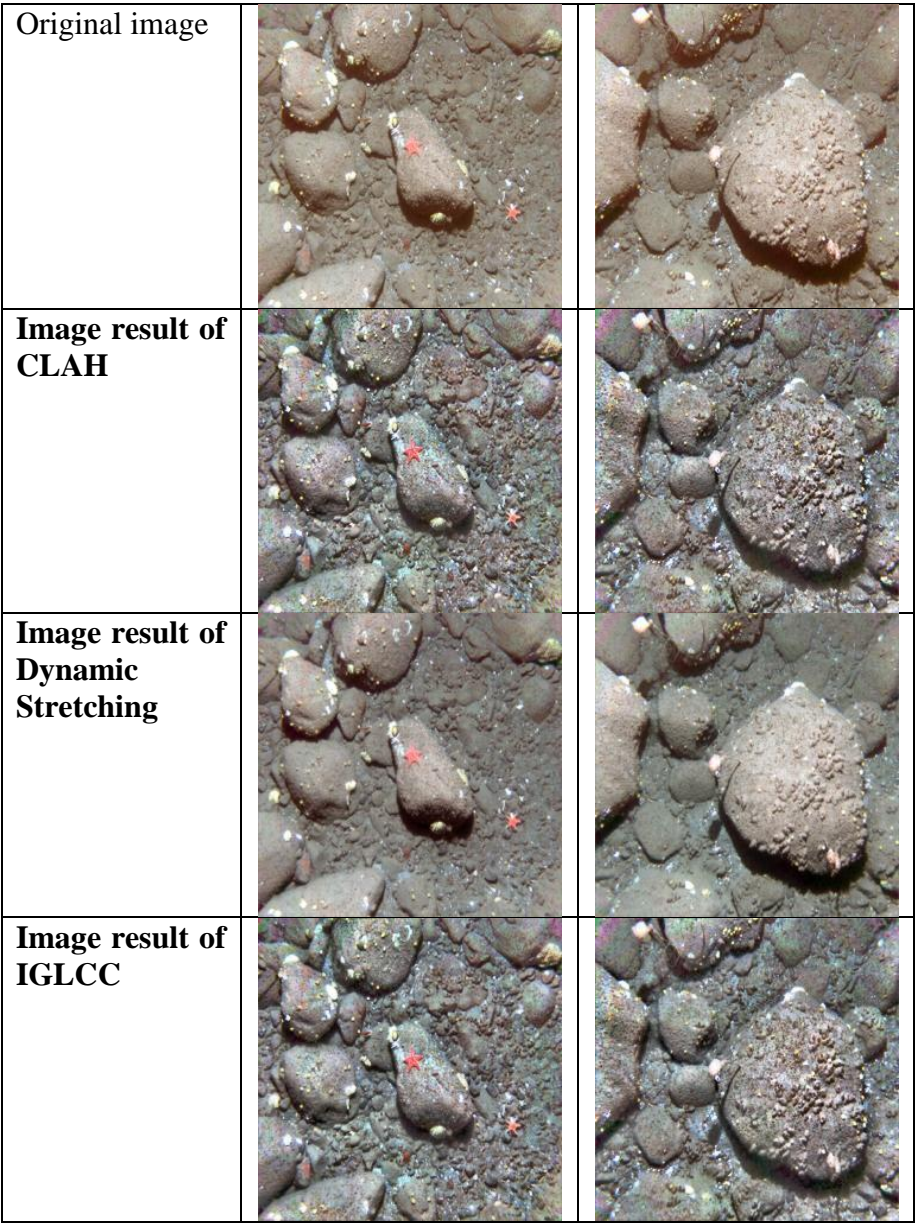 Original image
Image result of
CLAH
Image result of
Dynamic
Stretching
Image result of
IGLCC